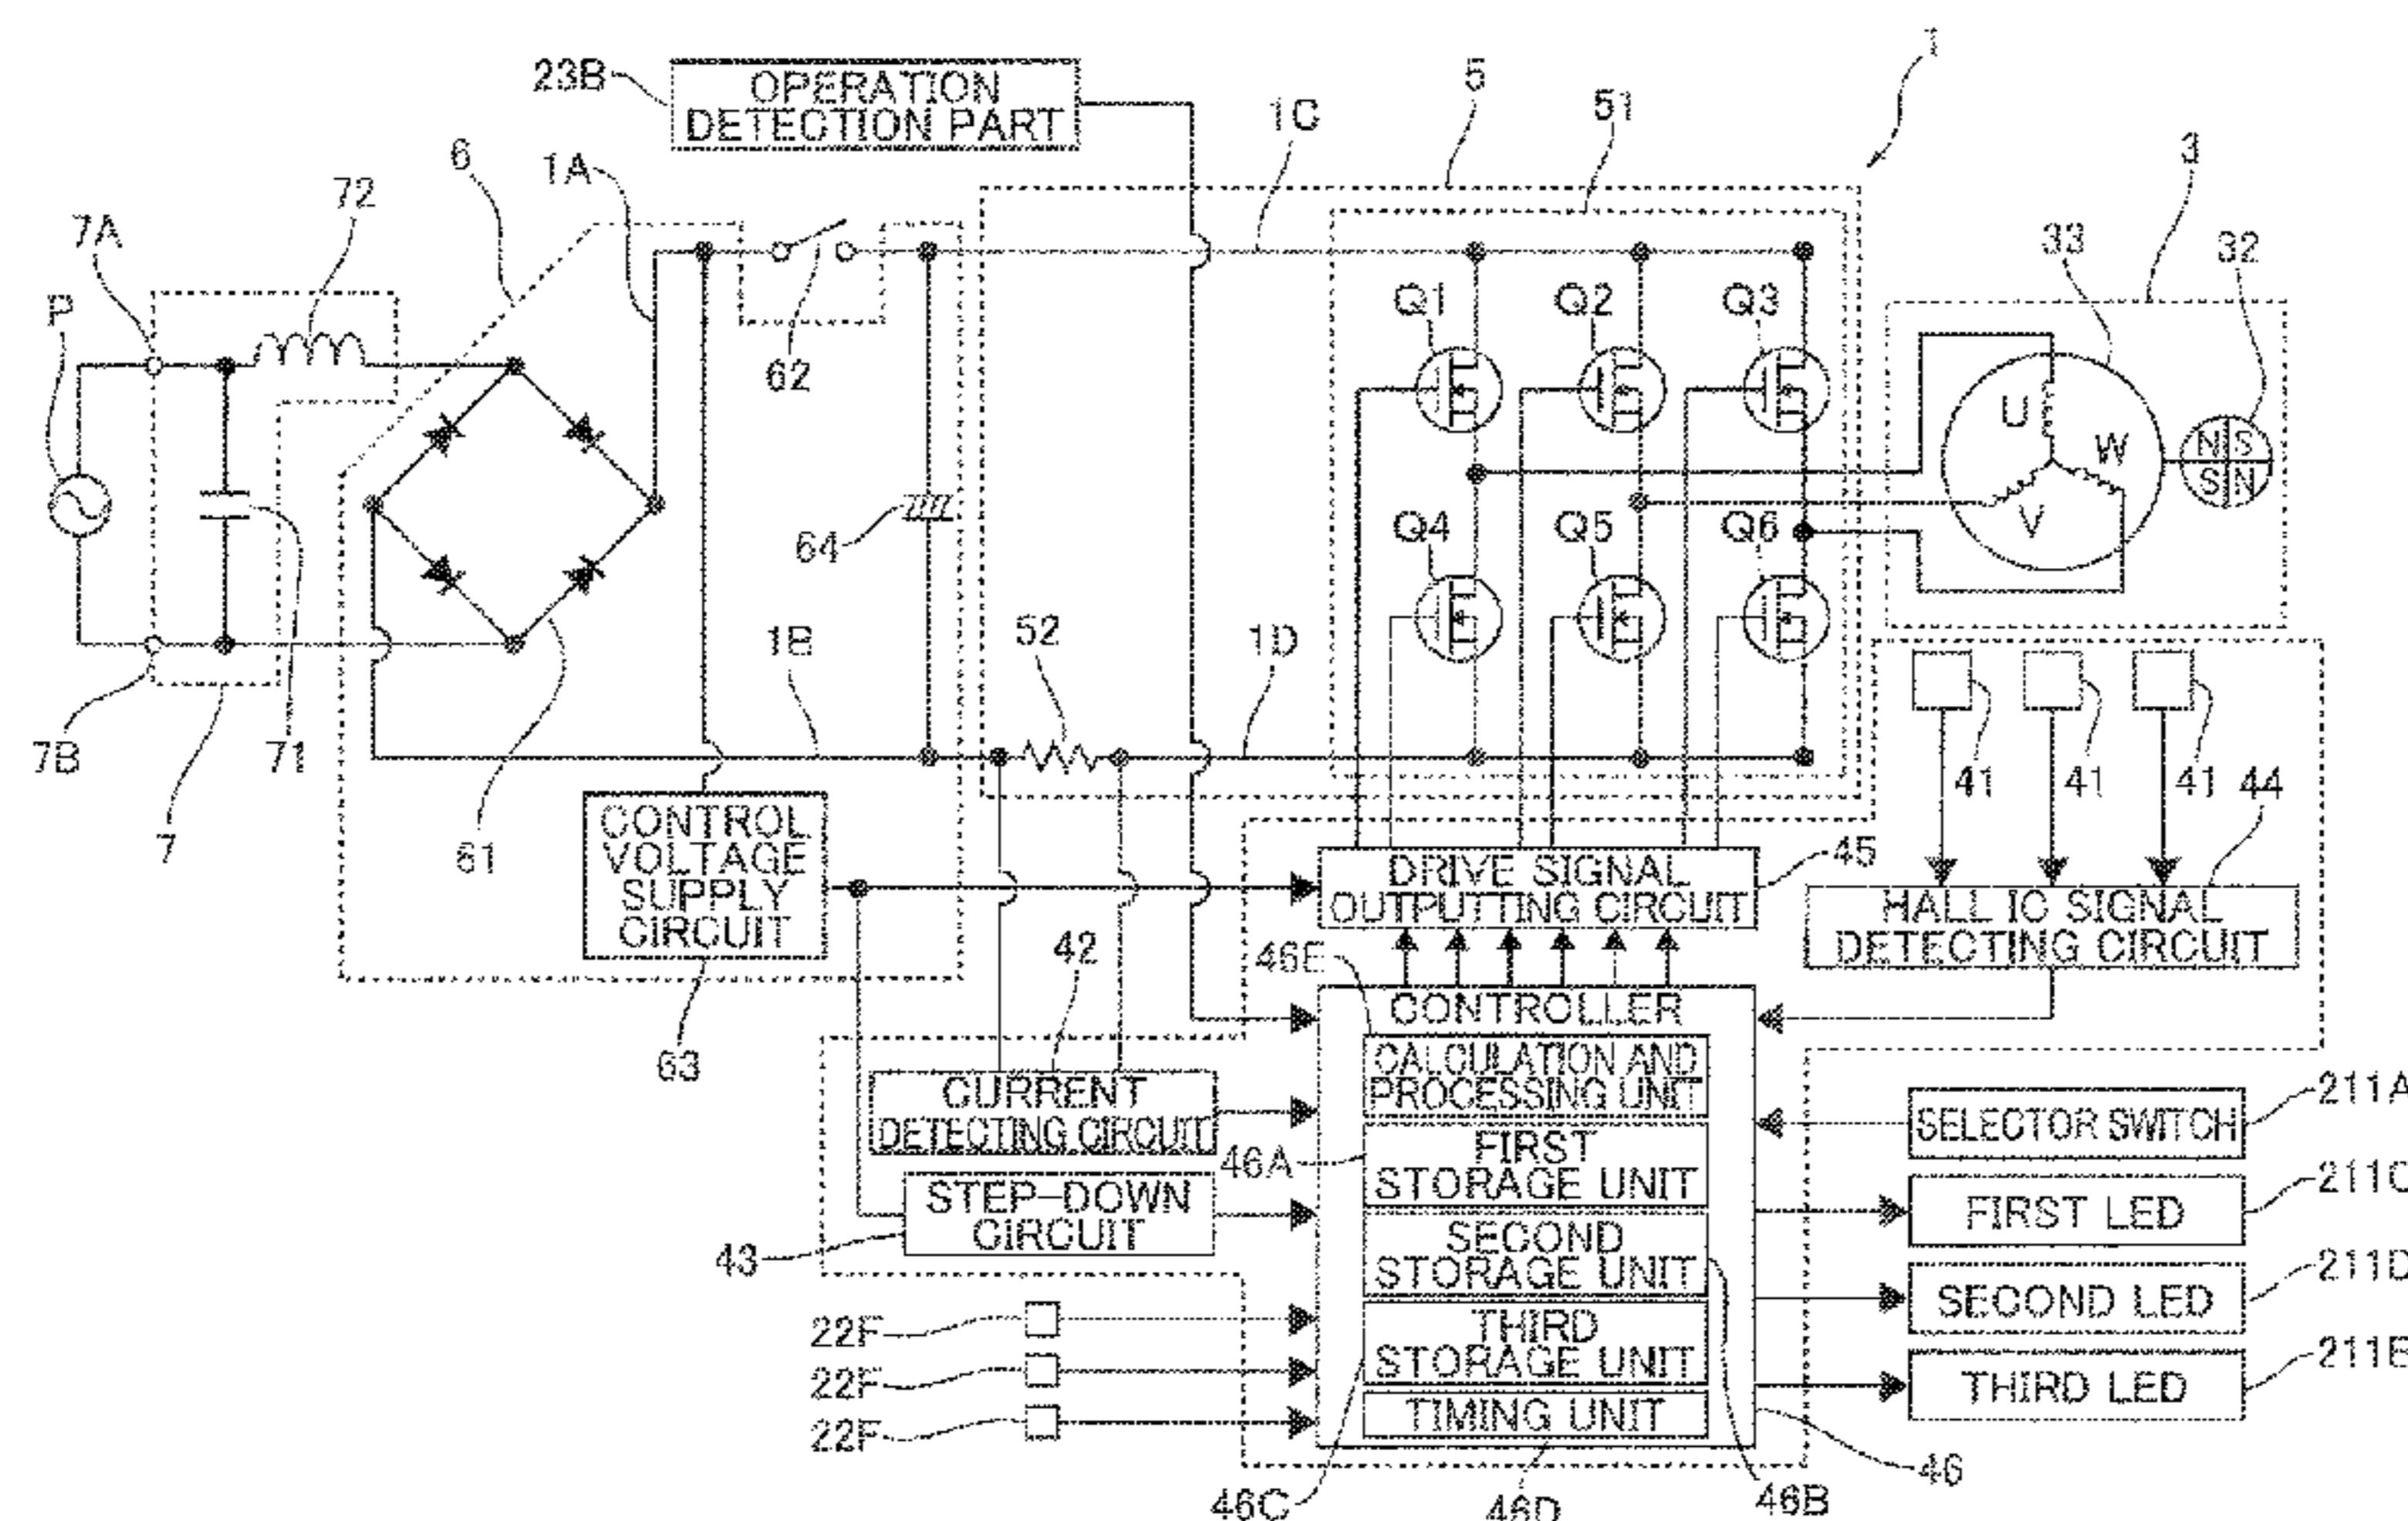 1
23B
OPERATION
DETECTION PART
5
1C
51
6
1A
3
72
7A
33
32
P
62
Q1
Q2
Q3
U
W
V
N
S
S
N
64
Q4
Q5
Q6
52
1B
1D
7B
71
7
61
41
41
41
44
CONTROL
VOLTAGE
SUPPLY
CIRCUIT
63
DRIVE SIGNAL
OUTPUTTING CIRCUIT
45
HALL IC SIGNAL
DETECTING CIRCUIT
42
46E
CONTROLLER
CALCULATION AND
PROCESSING UNIT
CURRENT
DETECTING CIRCUIT
46A
FIRST
STORAGE UNIT
SELECTOR SWITCH
211A
STEP-DOWN
CIRCUIT
43
SECOND
STORAGE UNIT
FIRST LED
211C
SECOND LED
211D
22F
22F
22F
THIRD
STORAGE UNIT
THIRD LED
211E
TIMING UNIT
46
46C
46D
46B